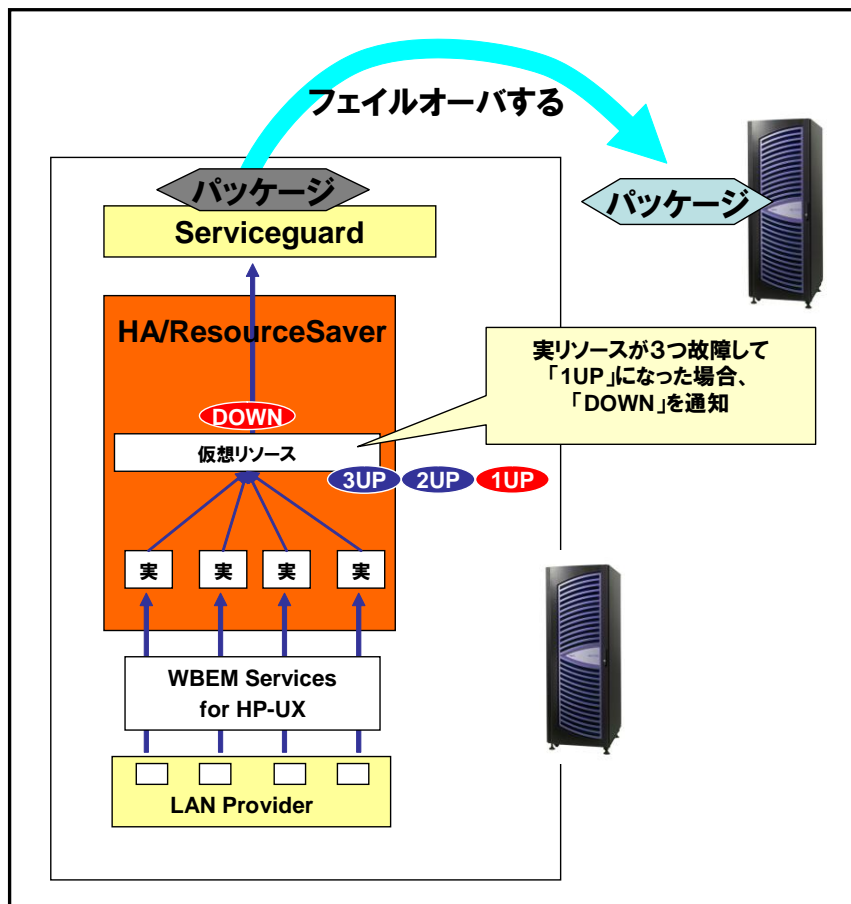 フェイルオーバする
パッケージ
パッケージ
Serviceguard
HA/ResourceSaver
実リソースが３つ故障して
「1UP」になった場合、
「DOWN」を通知
DOWN
仮想リソース
3UP 2UP 1UP
実 実 実 実
WBEM Services
for HP-UX
LAN Provider